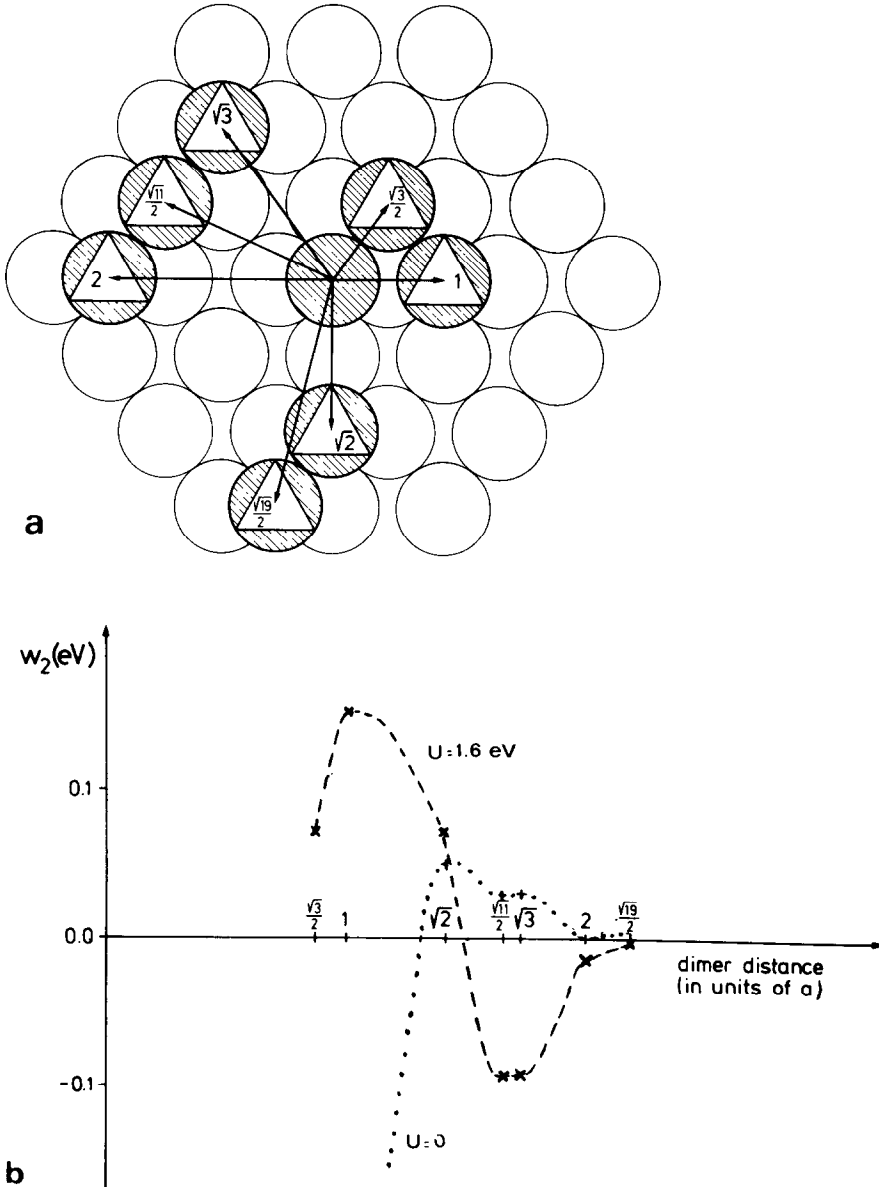 √3
√11/2
√3/2
2
1
√2
√19/2
a
w₂(eV)
U=1.6 eV
0.1
√3/2 1 √2 √11/2 √3 2 √19/2
0.0
dimer distance
(in units of a)
-0.1
U=0
b